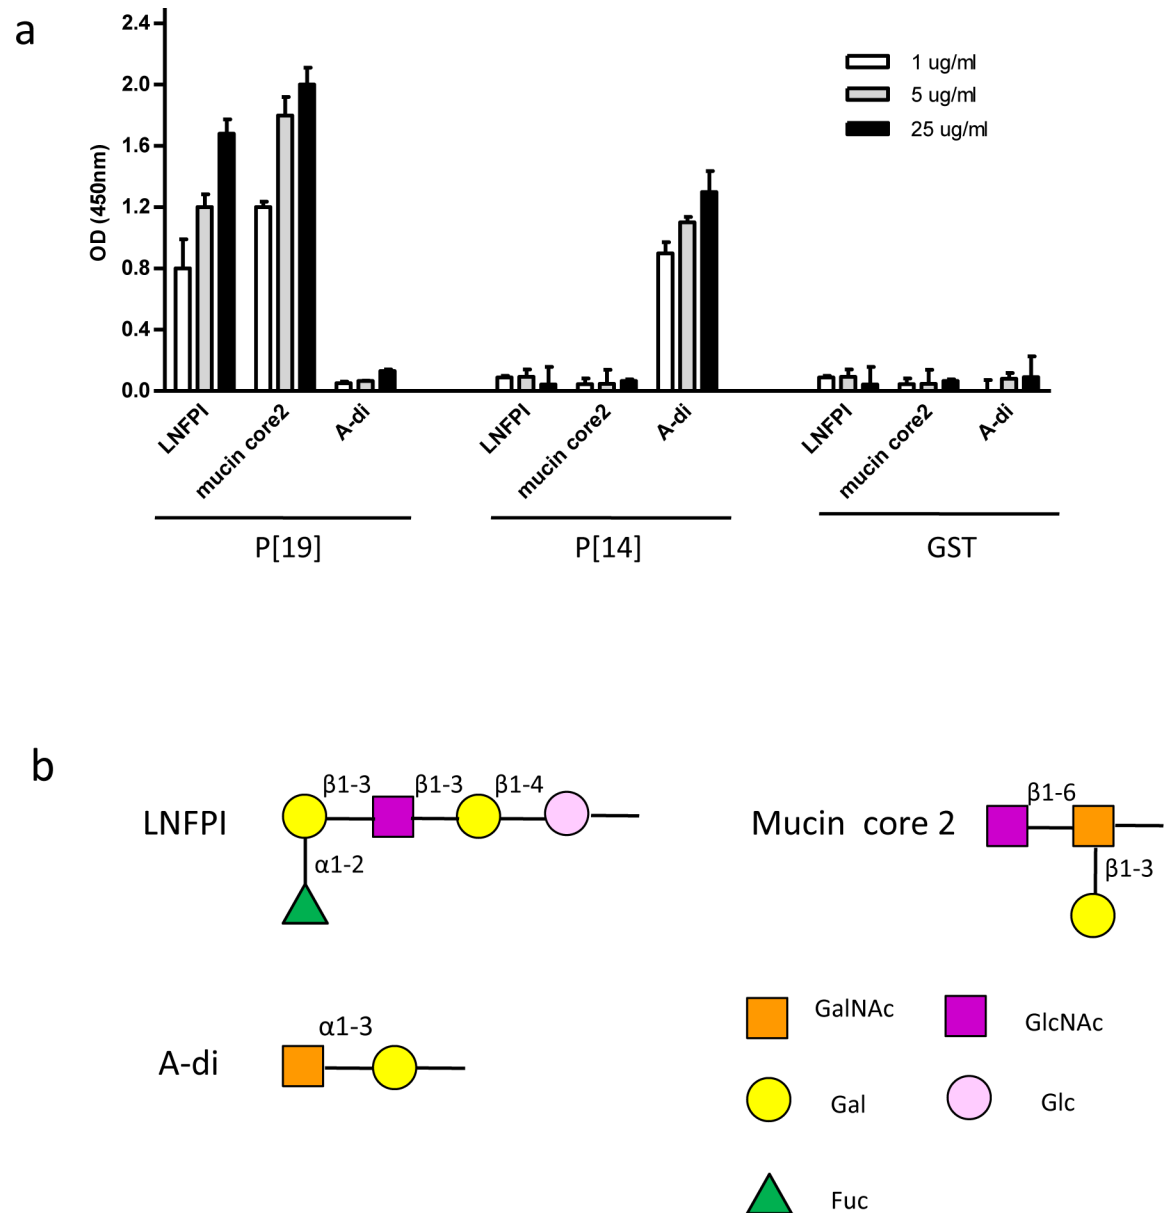 a
OD (450nm)
2.4
2.0
1.6
1.2
0.8
0.4
0.0
1 ug/ml
5 ug/ml
25 ug/ml
LNFPI
mucin core2
A-di
LNFPI
mucin core2
A-di
LNFPI
mucin core2
A-di
P[19]
P[14]
GST
b
LNFPI
β1-3
β1-3
β1-4
α1-2
Mucin core 2
β1-6
β1-3
A-di
α1-3
GalNAc
GlcNAc
Gal
Glc
Fuc